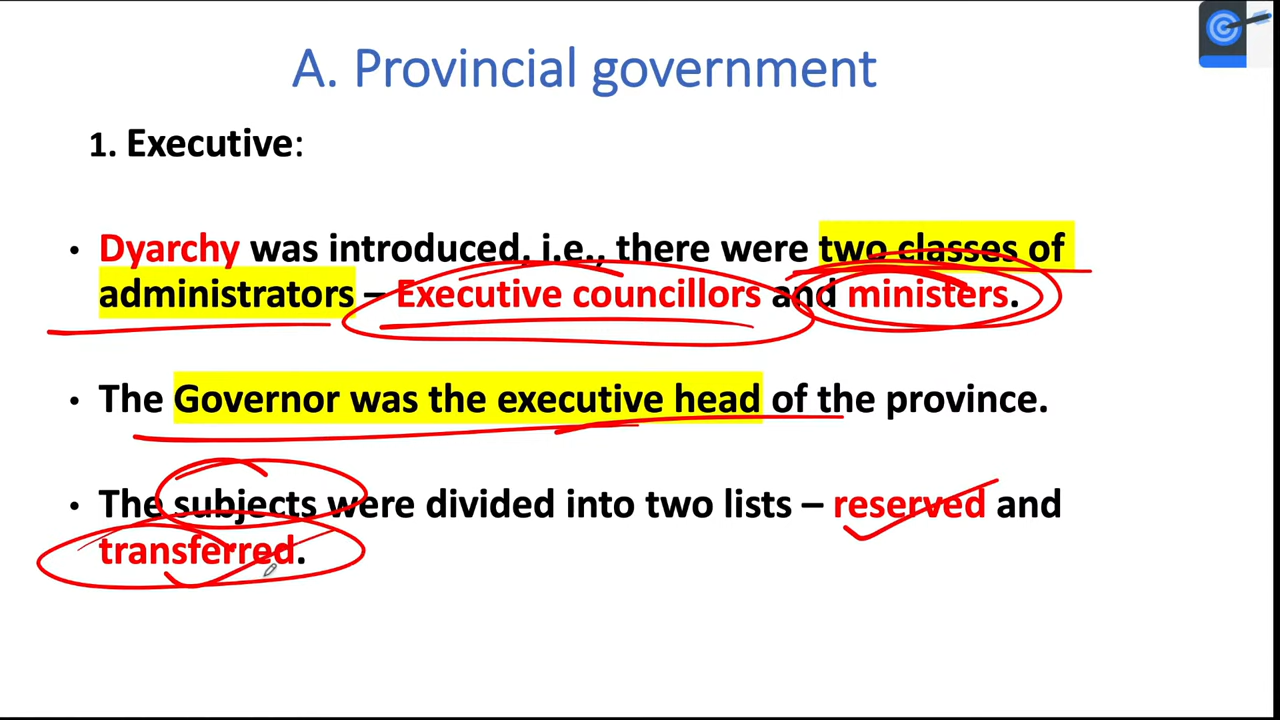 A. Provincial government
1. Executive:
• Dyarchy was introduced, i.e., there were two classes of
administrators – Executive councillors and ministers.
• The Governor was the executive head of the province.
• The subjects were divided into two lists – reserved and
transferred.